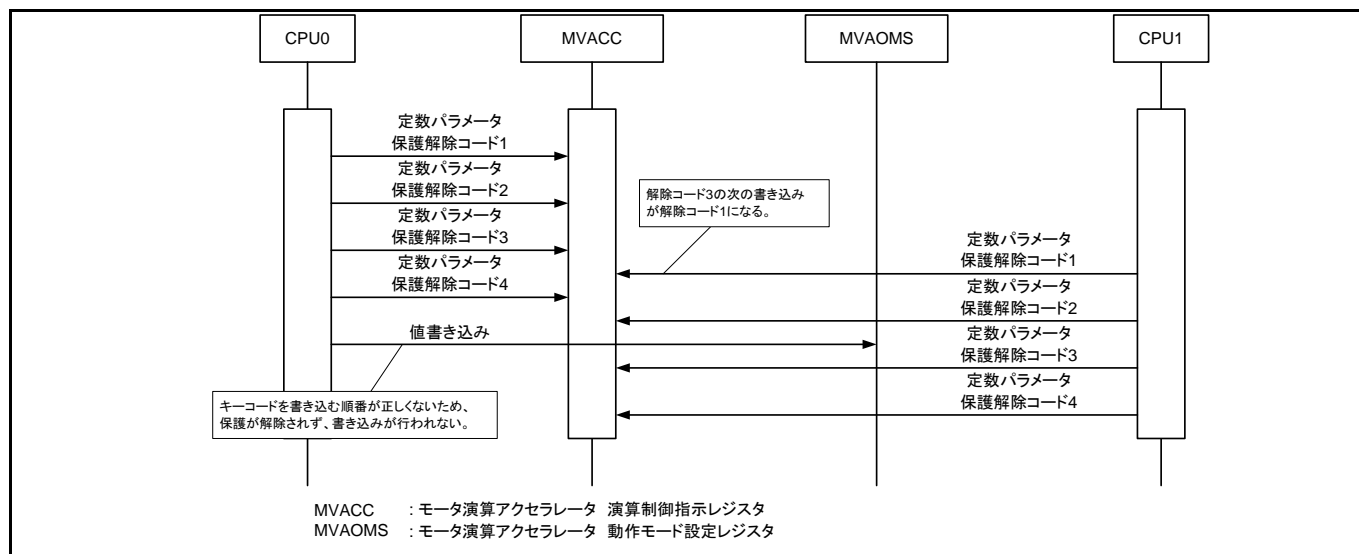 CPU0
MVACC
MVAOMS
CPU1
定数パラメータ
保護解除コード1
定数パラメータ
保護解除コード2
定数パラメータ
保護解除コード3
定数パラメータ
保護解除コード4
値書き込み
キーコードを書き込む順番が正しくないため、
保護が解除されず、書き込みが行われない。
解除コード3の次の書き込み
が解除コード1になる。
定数パラメータ
保護解除コード1
定数パラメータ
保護解除コード2
定数パラメータ
保護解除コード3
定数パラメータ
保護解除コード4
MVACC : モータ演算アクセラレータ 演算制御指示レジスタ
MVAOMS : モータ演算アクセラレータ 動作モード設定レジスタ